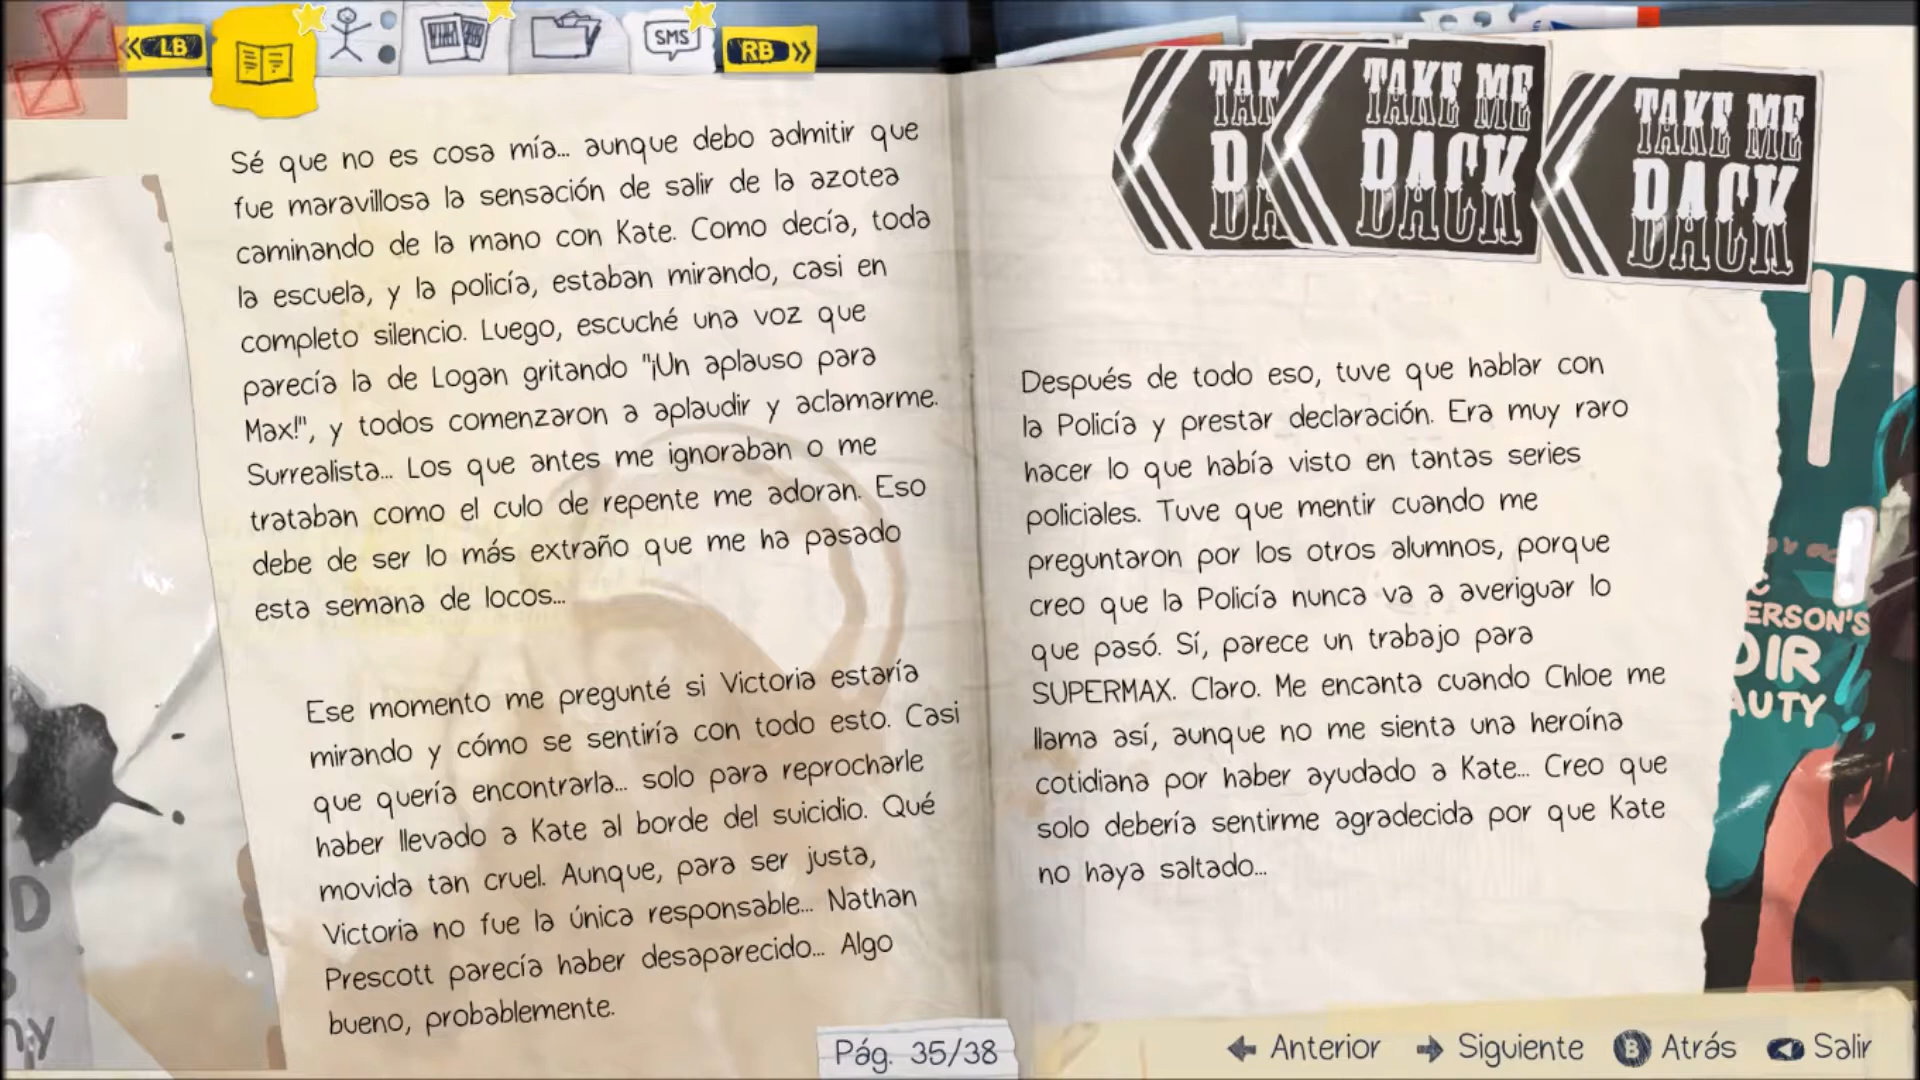 LB
SMS
RB
Sé que no es cosa mía... aunque debo admitir que
fue maravillosa la sensación de salir de la azotea
caminando de la mano con Kate. Como decía, toda
la escuela, y la policía, estaban mirando, casi en
completo silencio. Luego, escuché una voz que
parecía la de Logan gritando "¡Un aplauso para
Max!", y todos comenzaron a aplaudir y aclamarme.
Surrealista... Los que antes me ignoraban o me
trataban como el culo de repente me adoran. Eso
debe de ser lo más extraño que me ha pasado
esta semana de locos...
Ese momento me pregunté si Victoria estaría
mirando y cómo se sentiría con todo esto. Casi
que quería encontrarla... solo para reprocharle
haber llevado a Kate al borde del suicidio. Qué
movida tan cruel. Aunque, para ser justa,
Victoria no fue la única responsable... Nathan
Prescott parecía haber desaparecido... Algo
bueno, probablemente.
TAK
DA
TAKE ME
DACK
TAKE ME
DACK
Después de todo eso, tuve que hablar con
la Policía y prestar declaración. Era muy raro
hacer lo que había visto en tantas series
policiales. Tuve que mentir cuando me
preguntaron por los otros alumnos, porque
creo que la Policía nunca va a averiguar lo
que pasó. Sí, parece un trabajo para
SUPERMAX. Claro. Me encanta cuando Chloe me
llama así, aunque no me sienta una heroína
cotidiana por haber ayudado a Kate... Creo que
solo debería sentirme agradecida por que Kate
no haya saltado...
ERSON'S
OIR
AUTY
Pág. 35/38
Anterior
Siguiente
B Atrás
Salir